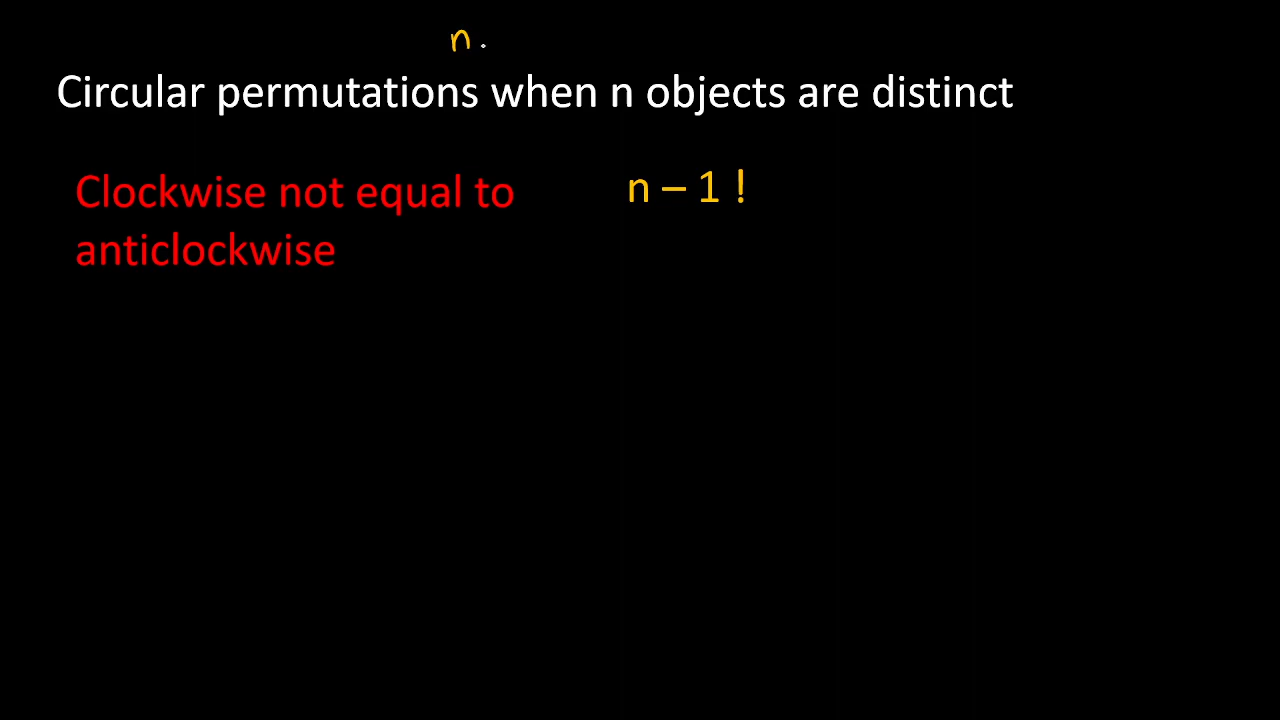 n
Circular permutations when n objects are distinct
Clockwise not equal to n – 1 !
anticlockwise